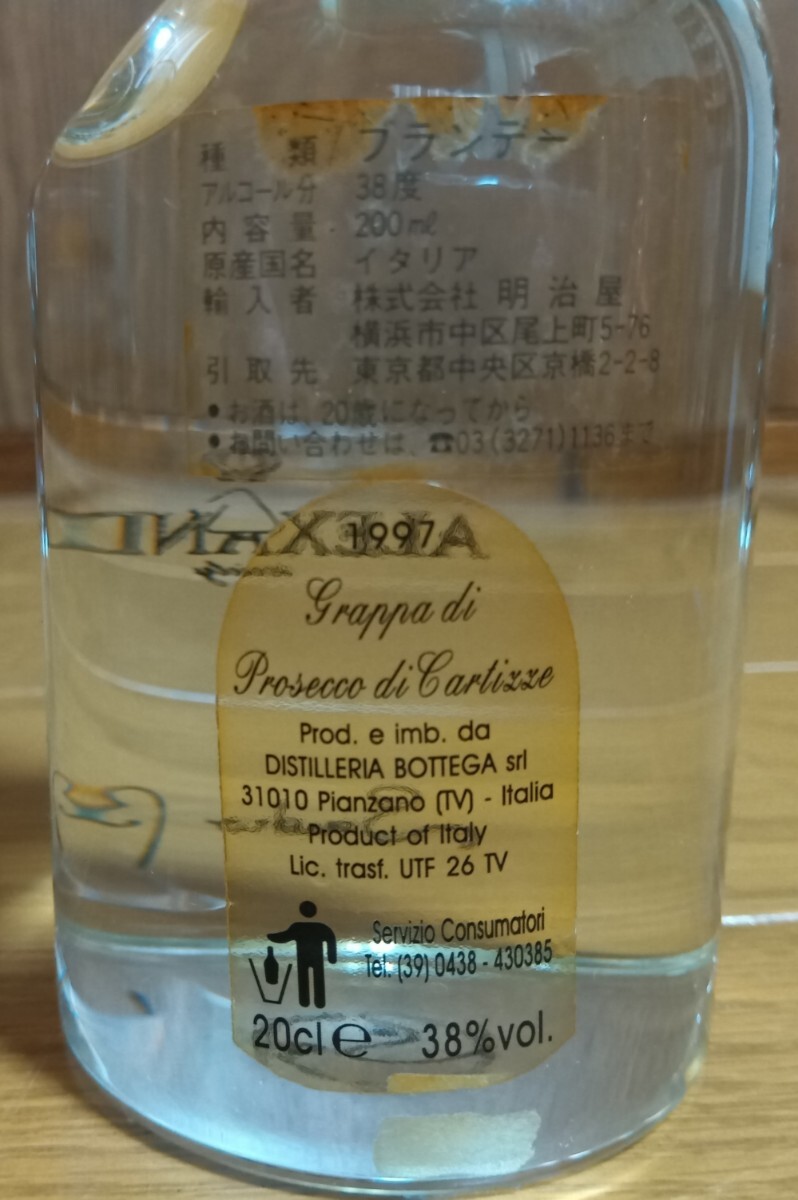 種 類 ブランデー
アルコール分 38度
内容量 200ml
原産国名 イタリア
輸入者 株式会社 明治屋
横浜市中区尾上町5-76
引取先 東京都中央区京橋2-2-8
• お酒は、20歳になってから
• お問い合わせは、☎03(3271)1136まで
1997
ALEXANDER
Grappa di
Prosecco di Cartizze
Prod. e imb. da
DISTILLERIA BOTTEGA srl
31010 Pianzano (TV) - Italia
Product of Italy
Lic. trasf. UTF 26 TV
Servizio Consumatori
Tel. (39) 0438 - 430385
20cl e 38%vol.